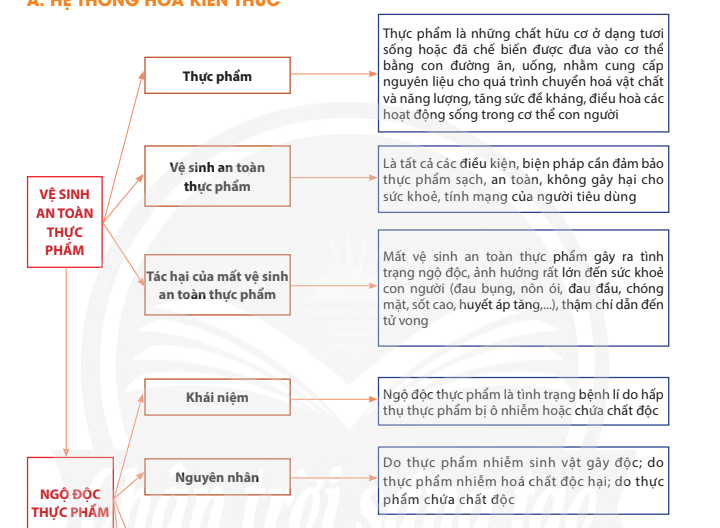 A. HỆ THỐNG HOÁ KIẾN THỨC
Thực phẩm
Thực phẩm là những chất hữu cơ ở dạng tươi
sống hoặc đã chế biến được đưa vào cơ thể
bằng con đường ăn, uống, nhằm cung cấp
nguyên liệu cho quá trình chuyển hoá vật chất
và năng lượng, tăng sức đề kháng, điều hoà các
hoạt động sống trong cơ thể con người
VỆ SINH
AN TOÀN
THỰC
PHẨM
Vệ sinh an toàn
thực phẩm
Là tất cả các điều kiện, biện pháp cần đảm bảo
thực phẩm sạch, an toàn, không gây hại cho
sức khoẻ, tính mạng của người tiêu dùng
Tác hại của mất vệ sinh
an toàn thực phẩm
Mất vệ sinh an toàn thực phẩm gây ra tình
trạng ngộ độc, ảnh hưởng rất lớn đến sức khoẻ
con người (đau bụng, nôn ói, đau đầu, chóng
mặt, sốt cao, huyết áp tăng,...), thậm chí dẫn đến
tử vong
Khái niệm
Ngộ độc thực phẩm là tình trạng bệnh lí do hấp
thụ thực phẩm bị ô nhiễm hoặc chứa chất độc
NGỘ ĐỘC
THỰC PHẨM
Nguyên nhân
Do thực phẩm nhiễm sinh vật gây độc; do
thực phẩm nhiễm hoá chất độc hại; do thực
phẩm chứa chất độc
Chân trời sáng tạo